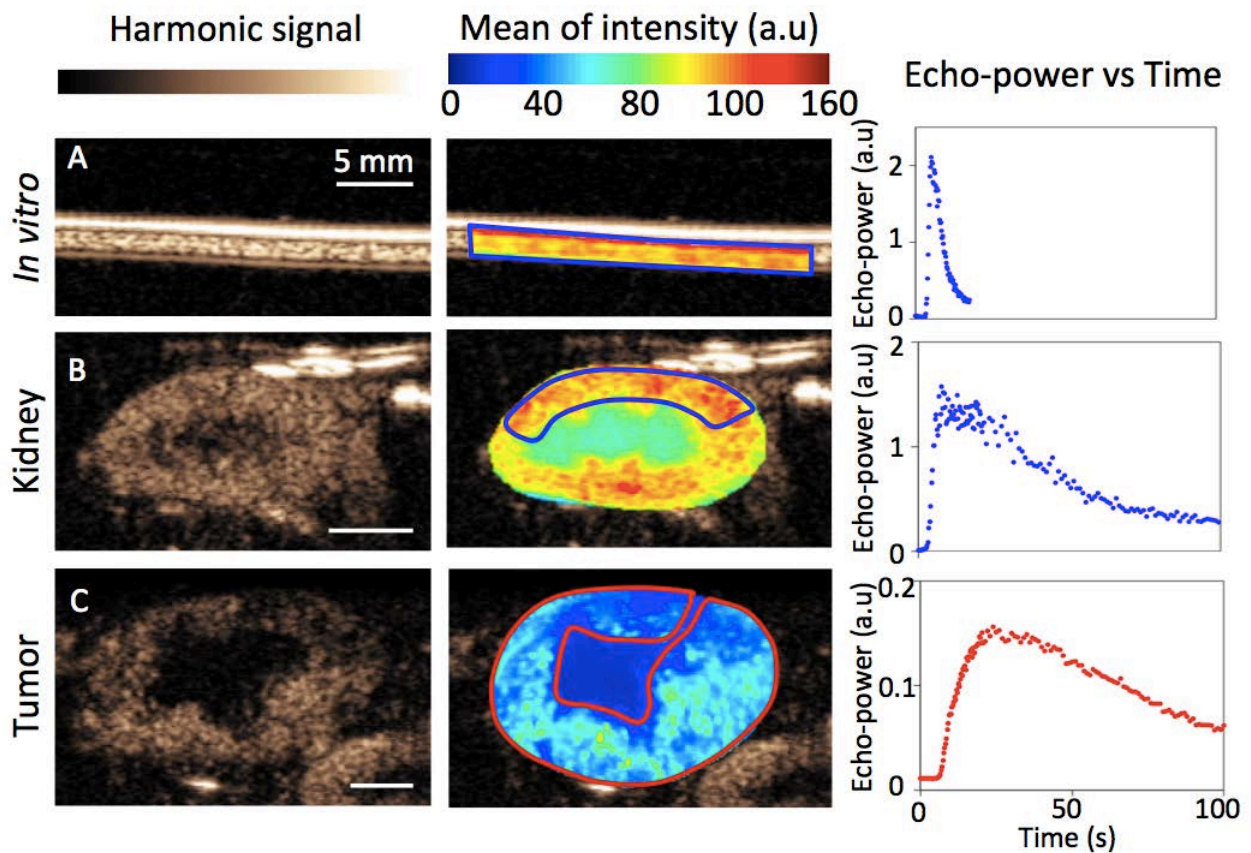 Harmonic signal
Mean of intensity (a.u)
0 40 80 100 160
Echo-power vs Time
In vitro
A
5 mm
Echo-power (a.u)
2
1
0
Kidney
B
Echo-power (a.u)
2
1
0
Tumor
C
Echo-power (a.u)
0.2
0.1
0
0 50 100
Time (s)